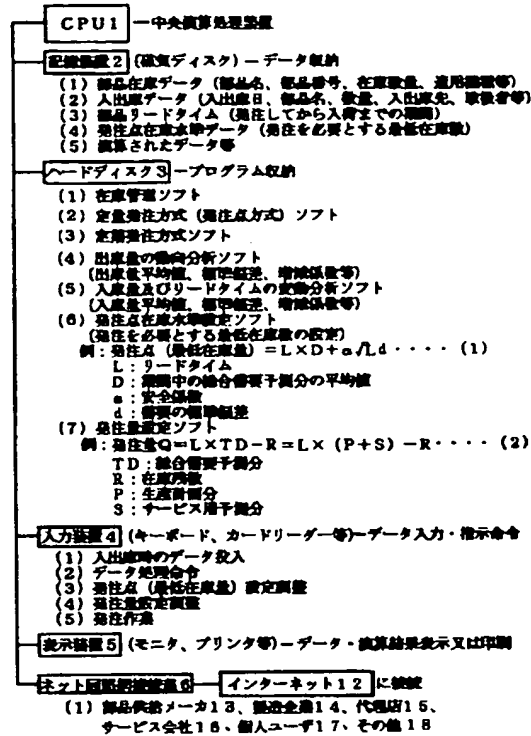 CPU1 ー中央演算処理装置
記憶装置2 (磁気ディスク) ーデータ収納
(1) 部品在庫データ (部品名、部品番号、在庫数量、適用機種等)
(2) 入出庫データ (入出庫日、部品名、数量、入出庫先、取扱者等)
(3) 部品リードタイム (発注してから入荷までの期間)
(4) 発注点在庫水準データ (発注を必要とする最低在庫数)
(5) 演算されたデータ等
ハードディスク3 ープログラム収納
(1) 在庫管理ソフト
(2) 定量発注方式 (発注点方式) ソフト
(3) 定期発注方式ソフト
(4) 出庫量の傾向分析ソフト
(出庫量平均値、標準偏差、増減係数等)
(5) 入庫量及びリードタイムの変動分析ソフト
(入庫量平均値、標準偏差、増減係数等)
(6) 発注点在庫水準設定ソフト
(発注を必要とする最低在庫数の設定)
例:発注点 (最低在庫量) =L×D+α√Ld・・・・ (1)
L:リードタイム
D:期間中の総合需要予測分の平均値
α:安全係数
d:需要の標準偏差
(7) 発注量設定ソフト
例:発注量Q=L×TD-R=L× (P+S) -R・・・・ (2)
TD:総合需要予測分
R:在庫残数
P:生産計画分
S:サービス用予測分
入力装置4 (キーボード、カードリーダー等)ーデータ入力・指示命令
(1) 入出庫時のデータ投入
(2) データ処理命令
(3) 発注点 (最低在庫量) 設定調整
(4) 発注量設定調整
(5) 発注作業
表示装置5 (モニタ、プリンタ等) ーデータ・演算結果表示又は印刷
ネット回路網接続器6 インターネット12 に接続
(1) 部品供給メーカ13、製造企業14、代理店15、
サービス会社16、個人ユーザ17、その他18